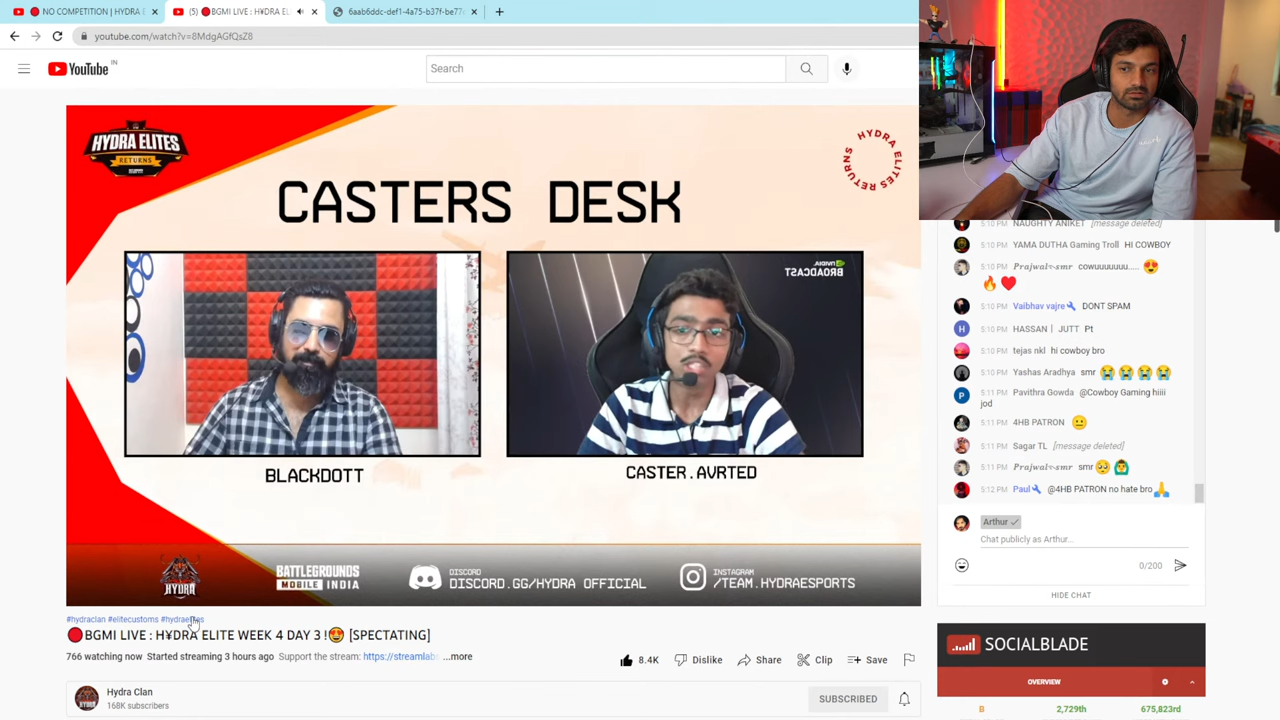 NO COMPETITION | HYDRA E
(5) 🔴BGMI LIVE : H¥DRA EL
6aab6ddc-def1-4a75-b37f-be77
youtube.com/watch?v=8MdgAGfQsZ8
YouTube IN
Search
HYDRA ELITES
RETURNS
HYDRA ELITES RETURNS
CASTERS DESK
NVIDIA
BROADCAST
BLACKDOTT
CASTER.AVRTED
HYDRA
BATTLEGROUNDS
MOBILE INDIA
DISCORD
DISCORD.GG/HYDRA OFFICIAL
INSTAGRAM
/TEAM.HYDRAESPORTS
#hydraclan #elitecustoms #hydraelites
🔴BGMI LIVE : H¥DRA ELITE WEEK 4 DAY 3 !😍 [SPECTATING]
766 watching now Started streaming 3 hours ago Support the stream: https://streamlabs ...more
8.4K Dislike Share Clip Save
Hydra Clan
168K subscribers
SUBSCRIBED
NAUGHTY ANIKET [message deleted]
5:10 PM YAMA DUTHA Gaming Troll HI COWBOY
5:10 PM Prajwal smr cowuuuuuuu..... 😍
🔥❤️
5:10 PM Vaibhav vajre DONT SPAM
5:10 PM HASSAN | JUTT Pt
5:10 PM tejas nkl hi cowboy bro
5:10 PM Yashas Aradhya smr 😭😭😭😭
5:11 PM Pavithra Gowda @Cowboy Gaming hiiii
jod
5:11 PM 4HB PATRON 😐
5:11 PM Sagar TL [message deleted]
5:11 PM Prajwal smr smr🥺🙆‍♂️
5:12 PM Paul @4HB PATRON no hate bro🙏
Arthur ✓
Chat publicly as Arthur...
0/200
HIDE CHAT
SOCIALBLADE
OVERVIEW
B 2,729th 675,823rd